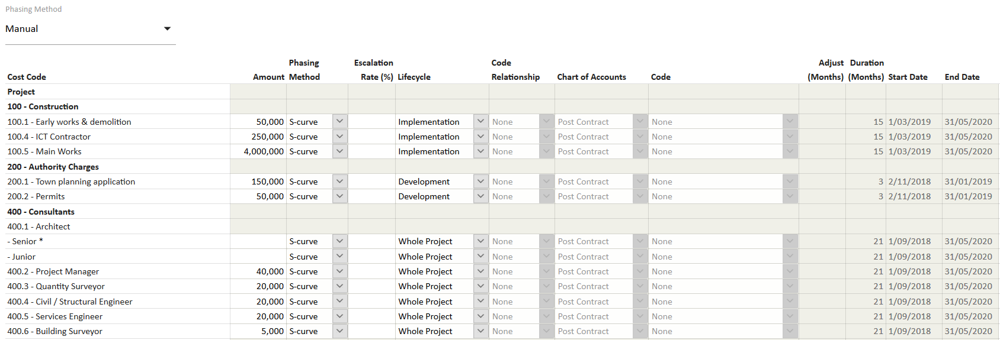 Phasing Method
Manual
Phasing Escalation Code Adjust Duration
Cost Code Amount Method Rate (%) Lifecycle Relationship Chart of Accounts Code (Months) (Months) Start Date End Date
Project
100 - Construction
100.1 - Early works & demolition 50,000 S-curve Implementation None Post Contract None 15 1/03/2019 31/05/2020
100.4 - ICT Contractor 250,000 S-curve Implementation None Post Contract None 15 1/03/2019 31/05/2020
100.5 - Main Works 4,000,000 S-curve Implementation None Post Contract None 15 1/03/2019 31/05/2020
200 - Authority Charges
200.1 - Town planning application 150,000 S-curve Development None Post Contract None 3 2/11/2018 31/01/2019
200.2 - Permits 50,000 S-curve Development None Post Contract None 3 2/11/2018 31/01/2019
400 - Consultants
400.1 - Architect
- Senior * S-curve Whole Project None Post Contract None 21 1/09/2018 31/05/2020
- Junior S-curve Whole Project None Post Contract None 21 1/09/2018 31/05/2020
400.2 - Project Manager 40,000 S-curve Whole Project None Post Contract None 21 1/09/2018 31/05/2020
400.3 - Quantity Surveyor 20,000 S-curve Whole Project None Post Contract None 21 1/09/2018 31/05/2020
400.4 - Civil / Structural Engineer 20,000 S-curve Whole Project None Post Contract None 21 1/09/2018 31/05/2020
400.5 - Services Engineer 20,000 S-curve Whole Project None Post Contract None 21 1/09/2018 31/05/2020
400.6 - Building Surveyor 5,000 S-curve Whole Project None Post Contract None 21 1/09/2018 31/05/2020